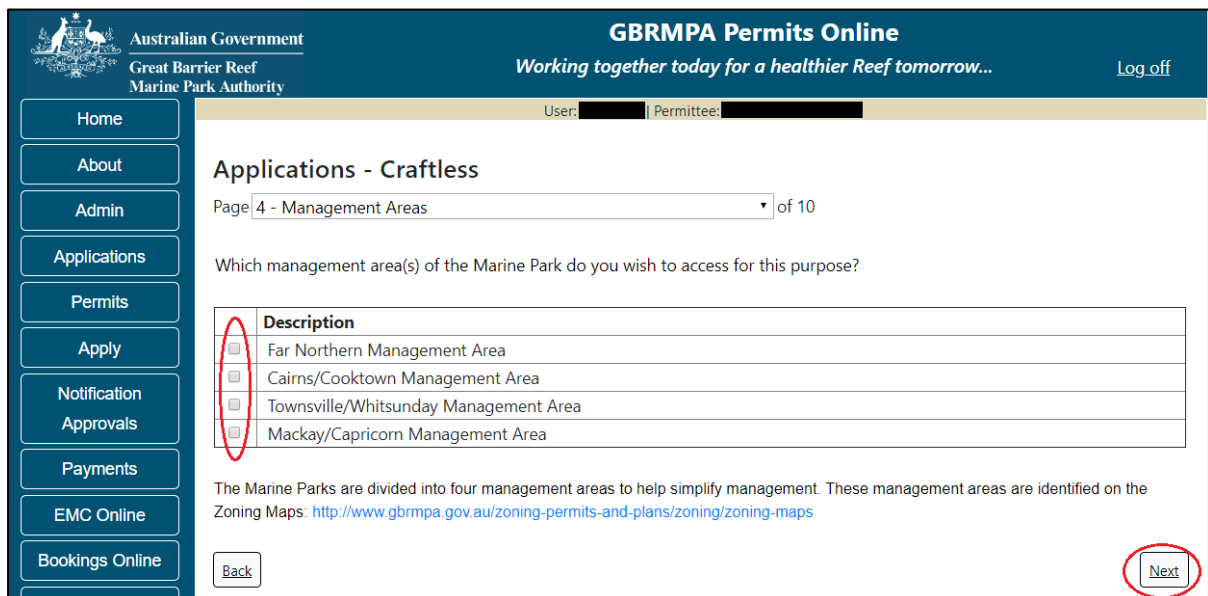 Australian Government
Great Barrier Reef
Marine Park Authority
GBRMPA Permits Online
Working together today for a healthier Reef tomorrow...
Log off
User: | Permittee:
Home
About
Admin
Applications
Permits
Apply
Notification
Approvals
Payments
EMC Online
Bookings Online
Applications - Craftless
Page 4 - Management Areas of 10
Which management area(s) of the Marine Park do you wish to access for this purpose?
Description
Far Northern Management Area
Cairns/Cooktown Management Area
Townsville/Whitsunday Management Area
Mackay/Capricorn Management Area
The Marine Parks are divided into four management areas to help simplify management. These management areas are identified on the
Zoning Maps: http://www.gbrmpa.gov.au/zoning-permits-and-plans/zoning/zoning-maps
Back
Next